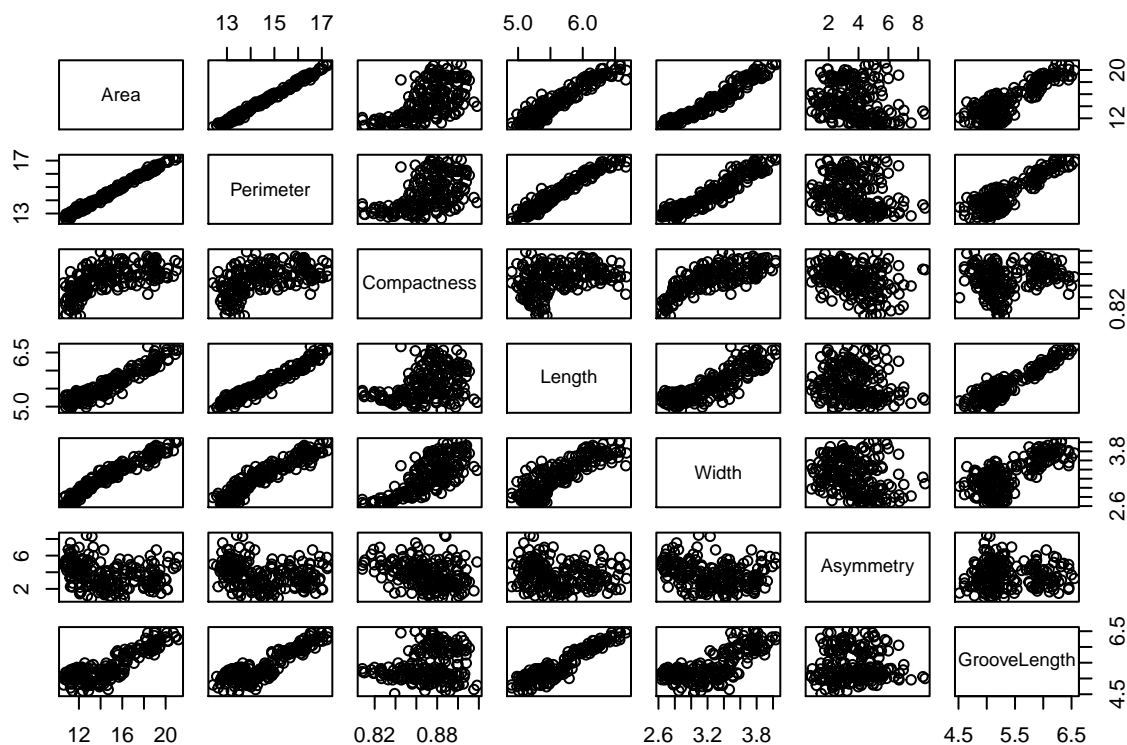 13 15 17
5.0 6.0
2 4 6 8
Area
12 20
13 17
Perimeter
Compactness
0.82
5.0 6.5
Length
Width
2.6 3.8
2 6
Asymmetry
GrooveLength
4.5 6.5
12 16 20
0.82 0.88
2.6 3.2 3.8
4.5 5.5 6.5